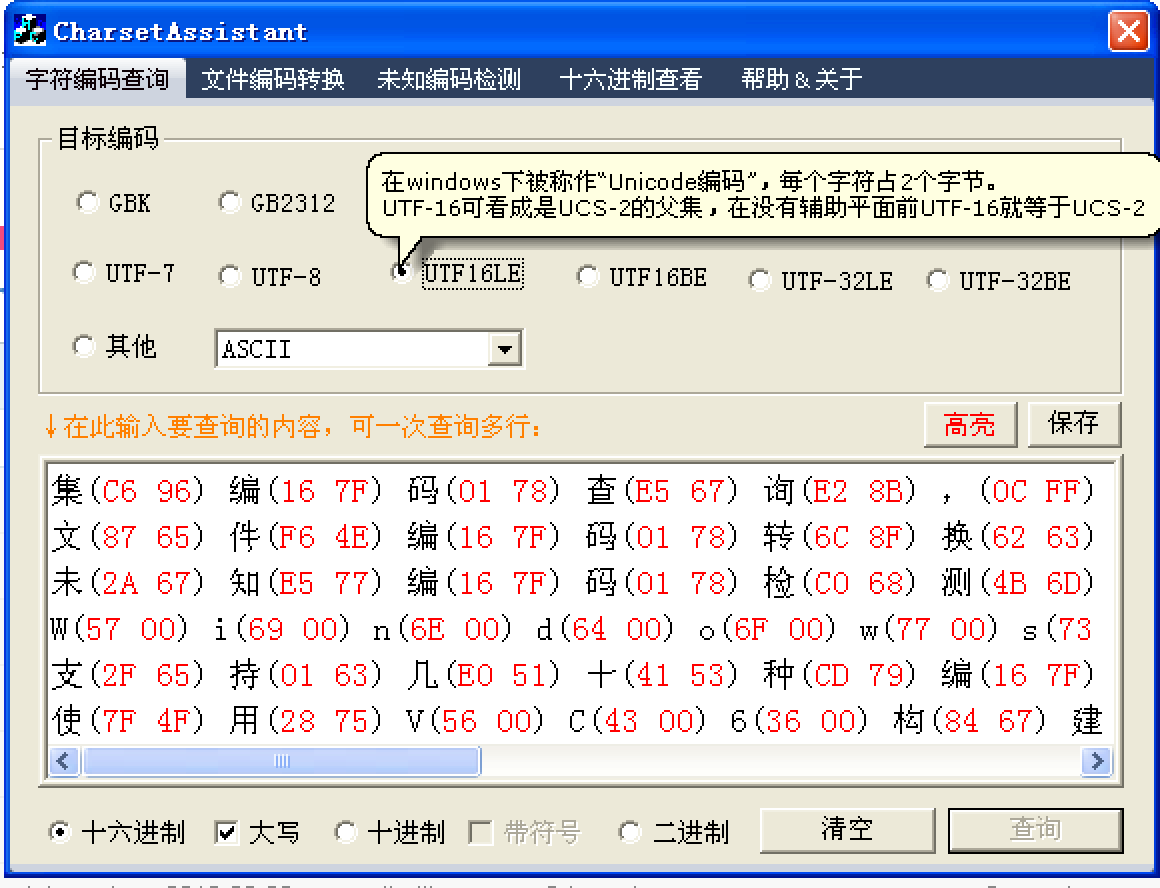 CharsetAssistant
字符编码查询 文件编码转换 未知编码检测 十六进制查看 帮助＆关于
目标编码
在windows下被称作“Unicode编码”，每个字符占2个字节。
UTF-16可看成是UCS-2的父集，在没有辅助平面前UTF-16就等于UCS-2
GBK GB2312
UTF-7 UTF-8 UTF16LE UTF16BE UTF-32LE UTF-32BE
其他 ASCII
↓在此输入要查询的内容，可一次查询多行： 高亮 保存
集(C6 96) 编(16 7F) 码(01 78) 查(E5 67) 询(E2 8B) ，(0C FF)
文(87 65) 件(F6 4E) 编(16 7F) 码(01 78) 转(6C 8F) 换(62 63)
未(2A 67) 知(E5 77) 编(16 7F) 码(01 78) 检(C0 68) 测(4B 6D)
W(57 00) i(69 00) n(6E 00) d(64 00) o(6F 00) w(77 00) s(73
支(2F 65) 持(01 63) 几(E0 51) 十(41 53) 种(CD 79) 编(16 7F)
使(7F 4F) 用(28 75) V(56 00) C(43 00) 6(36 00) 构(84 67) 建
十六进制 大写 十进制 带符号 二进制 清空 查询